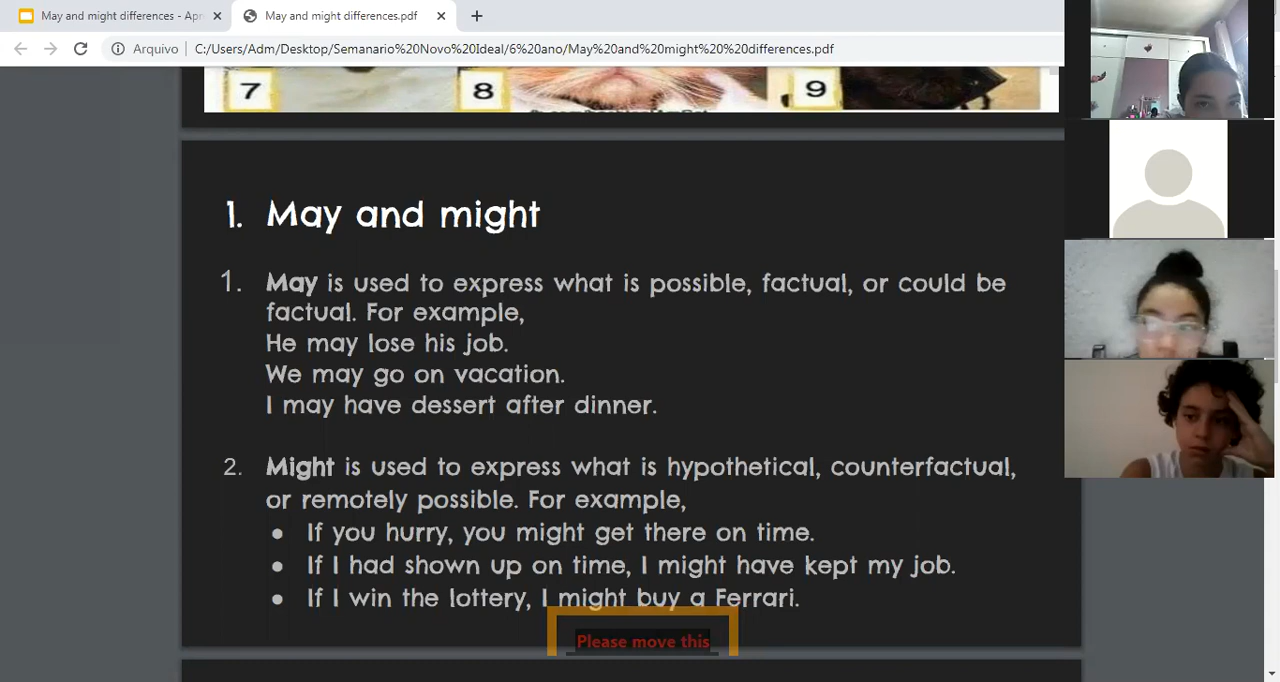 May and might differences - Apr
May and might differences.pdf
Arquivo
C:/Users/Adm/Desktop/Semanario%20Novo%20Ideal/6%20ano/May%20and%20might%20%20differences.pdf
7 8 9
1. May and might
1. May is used to express what is possible, factual, or could be
factual. For example,
He may lose his job.
We may go on vacation.
I may have dessert after dinner.
2. Might is used to express what is hypothetical, counterfactual,
or remotely possible. For example,
● If you hurry, you might get there on time.
● If I had shown up on time, I might have kept my job.
● If I win the lottery, I might buy a Ferrari.
Please move this